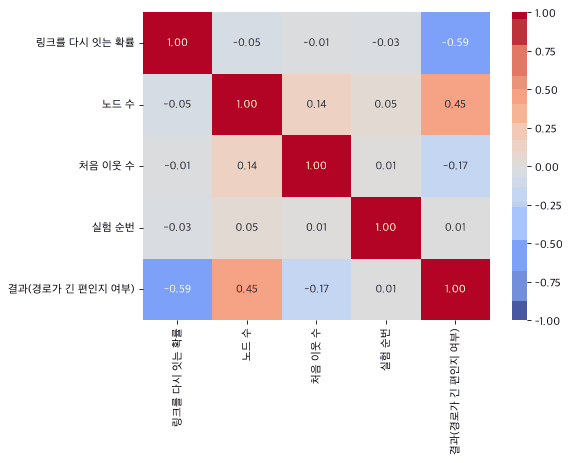 링크를 다시 잇는 확률
1.00 -0.05 -0.01 -0.03 -0.59
노드 수
-0.05 1.00 0.14 0.05 0.45
처음 이웃 수
-0.01 0.14 1.00 0.01 -0.17
실험 순번
-0.03 0.05 0.01 1.00 0.01
결과(경로가 긴 편인지 여부)
-0.59 0.45 -0.17 0.01 1.00
링크를 다시 잇는 확률
노드 수
처음 이웃 수
실험 순번
결과(경로가 긴 편인지 여부)
1.00
0.75
0.50
0.25
0.00
-0.25
-0.50
-0.75
-1.00